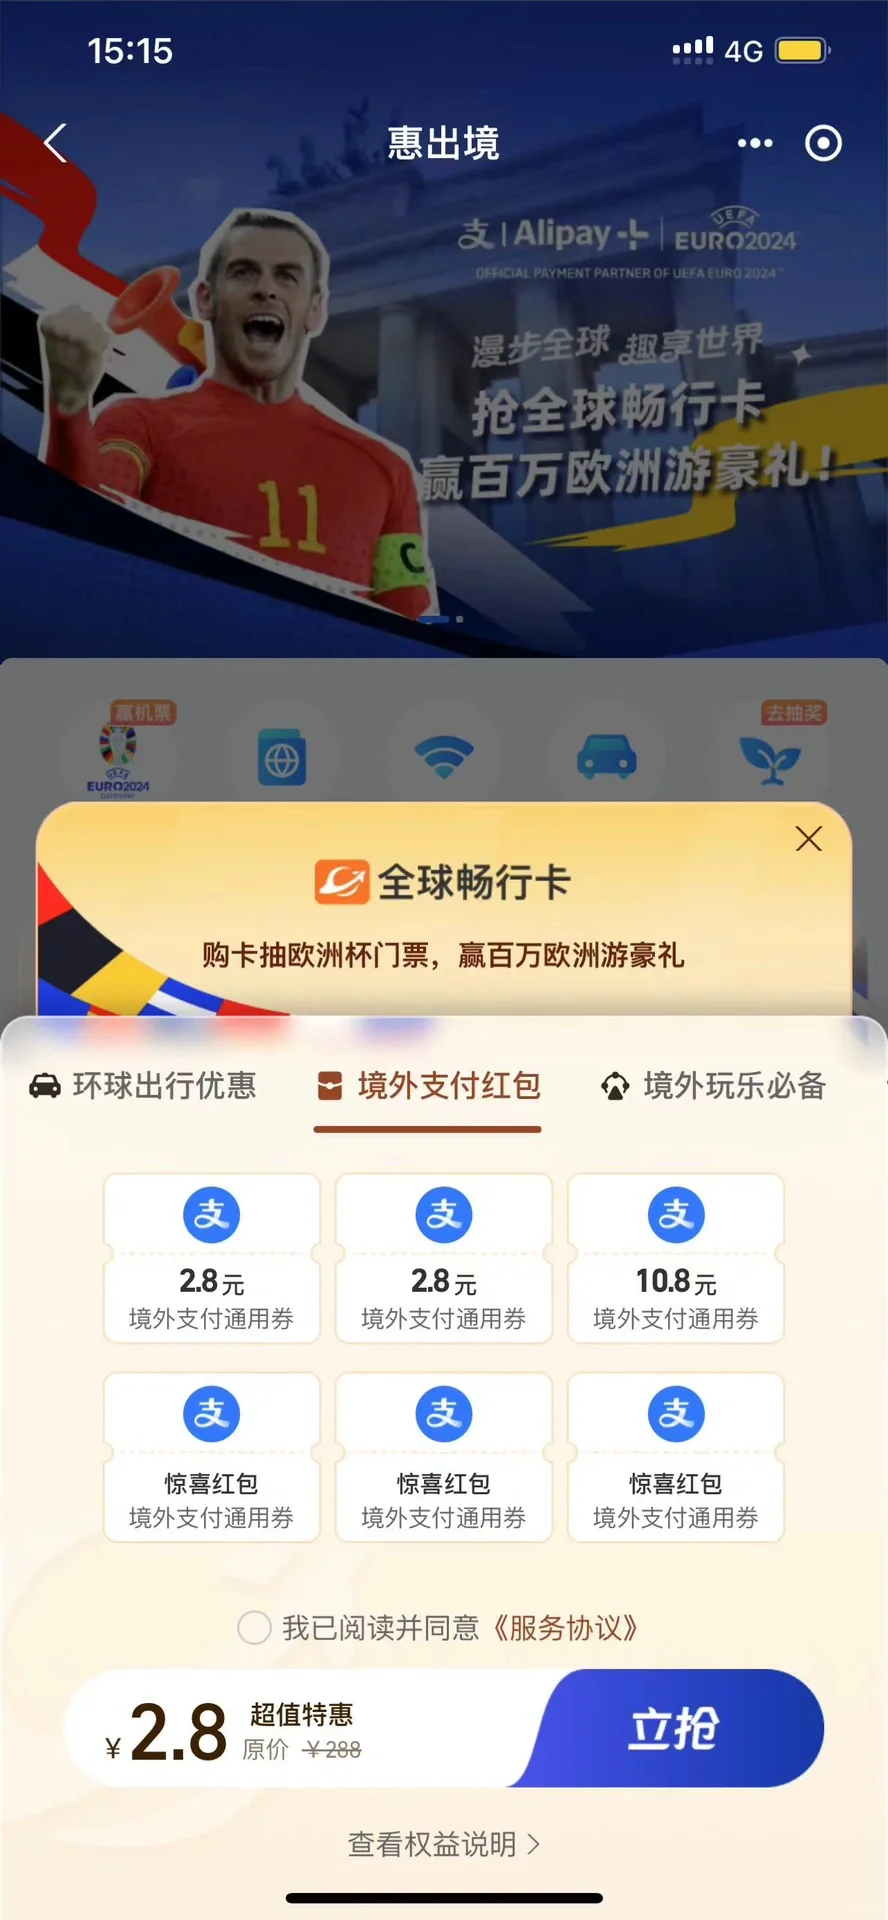 15:15
4G
惠出境
支 | Alipay+ | UEFA EURO2024
OFFICIAL PAYMENT PARTNER OF UEFA EURO 2024™
漫步全球 趣享世界
抢全球畅行卡
赢百万欧洲游豪礼！
11
C
赢机票
去抽奖
UEFA
EURO2024
GERMANY
全球畅行卡
购卡抽欧洲杯门票，赢百万欧洲游豪礼
环球出行优惠 境外支付红包 境外玩乐必备
支 支 支
2.8元 2.8元 10.8元
境外支付通用券 境外支付通用券 境外支付通用券
支 支 支
惊喜红包 惊喜红包 惊喜红包
境外支付通用券 境外支付通用券 境外支付通用券
我已阅读并同意《服务协议》
¥2.8 超值特惠
原价 ¥288
立抢
查看权益说明